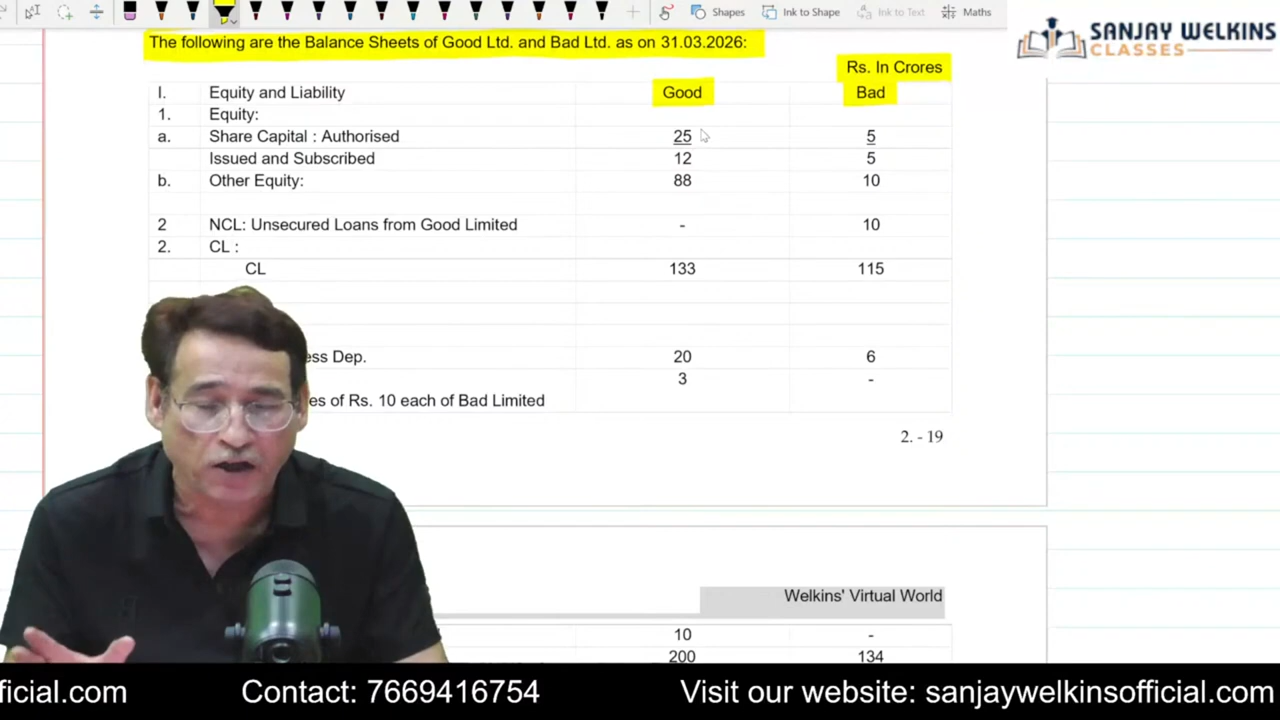 Shapes Ink to Shape Ink to Text Maths
SANJAY WELKINS
CLASSES
The following are the Balance Sheets of Good Ltd. and Bad Ltd. as on 31.03.2026:
Rs. In Crores
I. Equity and Liability Good Bad
1. Equity:
a. Share Capital : Authorised 25 5
Issued and Subscribed 12 5
b. Other Equity: 88 10
2 NCL: Unsecured Loans from Good Limited - 10
2. CL :
CL 133 115
ess Dep. 20 6
3 -
es of Rs. 10 each of Bad Limited
2. - 19
Welkins' Virtual World
10 -
200 134
ficial.com Contact: 7669416754 Visit our website: sanjaywelkinsofficial.com